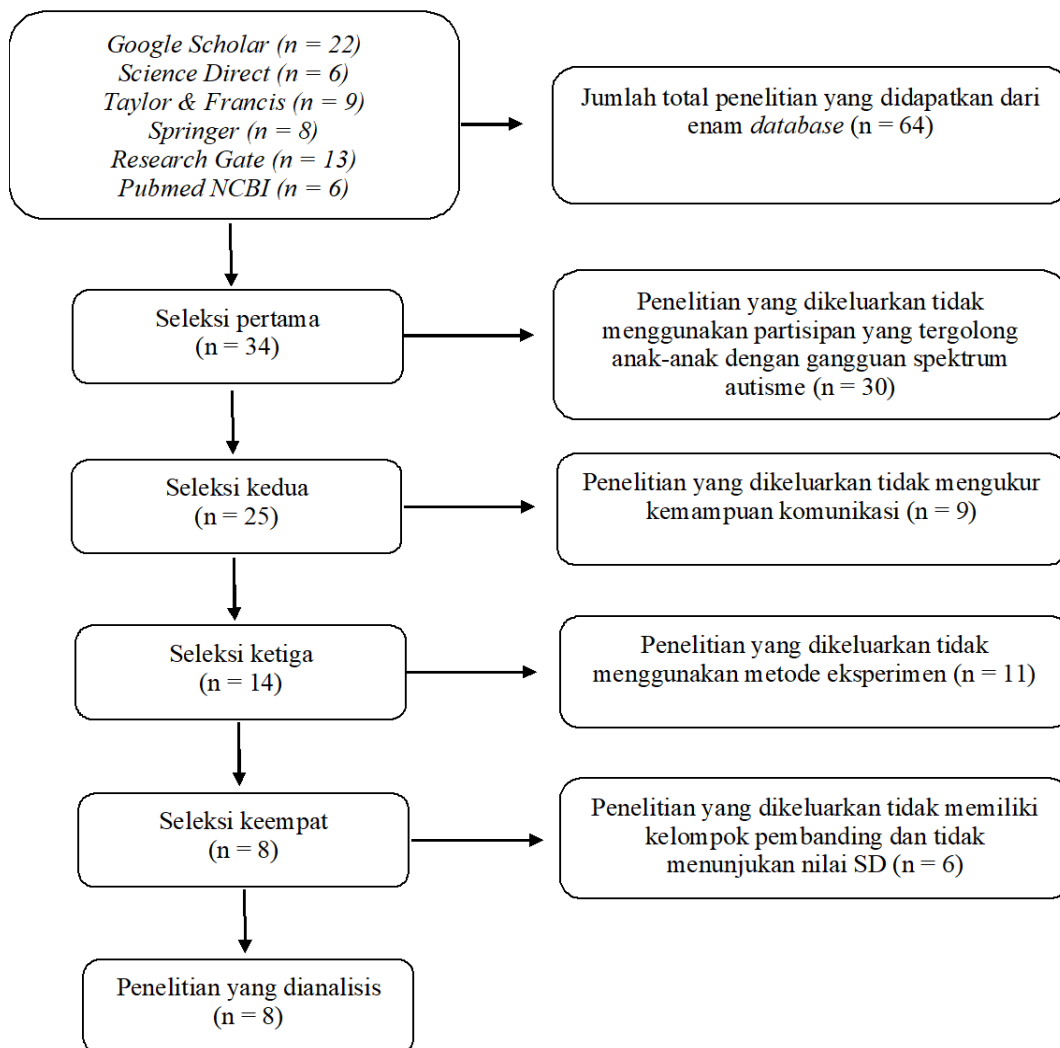 Google Scholar (n = 22)
Science Direct (n = 6)
Taylor & Francis (n = 9)
Springer (n = 8)
Research Gate (n = 13)
Pubmed NCBI (n = 6)
Jumlah total penelitian yang didapatkan dari
enam database (n = 64)
Seleksi pertama
(n = 34)
Penelitian yang dikeluarkan tidak
menggunakan partisipan yang tergolong
anak-anak dengan gangguan spektrum
autisme (n = 30)
Seleksi kedua
(n = 25)
Penelitian yang dikeluarkan tidak mengukur
kemampuan komunikasi (n = 9)
Seleksi ketiga
(n = 14)
Penelitian yang dikeluarkan tidak
menggunakan metode eksperimen (n = 11)
Seleksi keempat
(n = 8)
Penelitian yang dikeluarkan tidak memiliki
kelompok pembanding dan tidak
menunjukan nilai SD (n = 6)
Penelitian yang dianalisis
(n = 8)